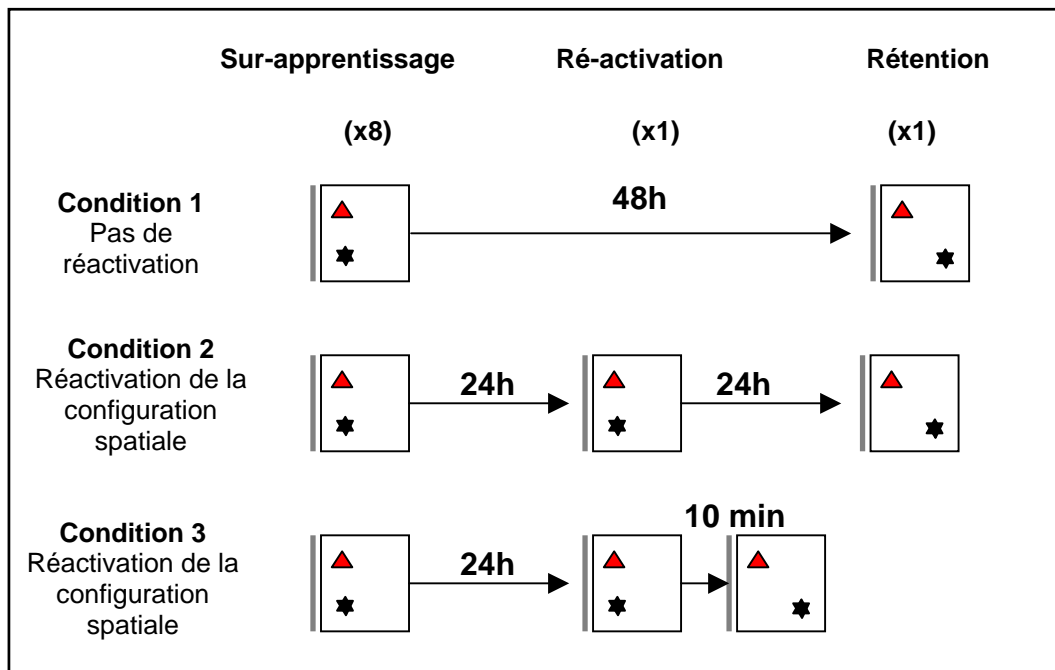 Sur-apprentissage Ré-activation Rétention
(x8) (x1) (x1)
Condition 1
Pas de
réactivation
48h
Condition 2
Réactivation de la
configuration
spatiale
24h 24h
Condition 3
Réactivation de la
configuration
spatiale
24h 10 min